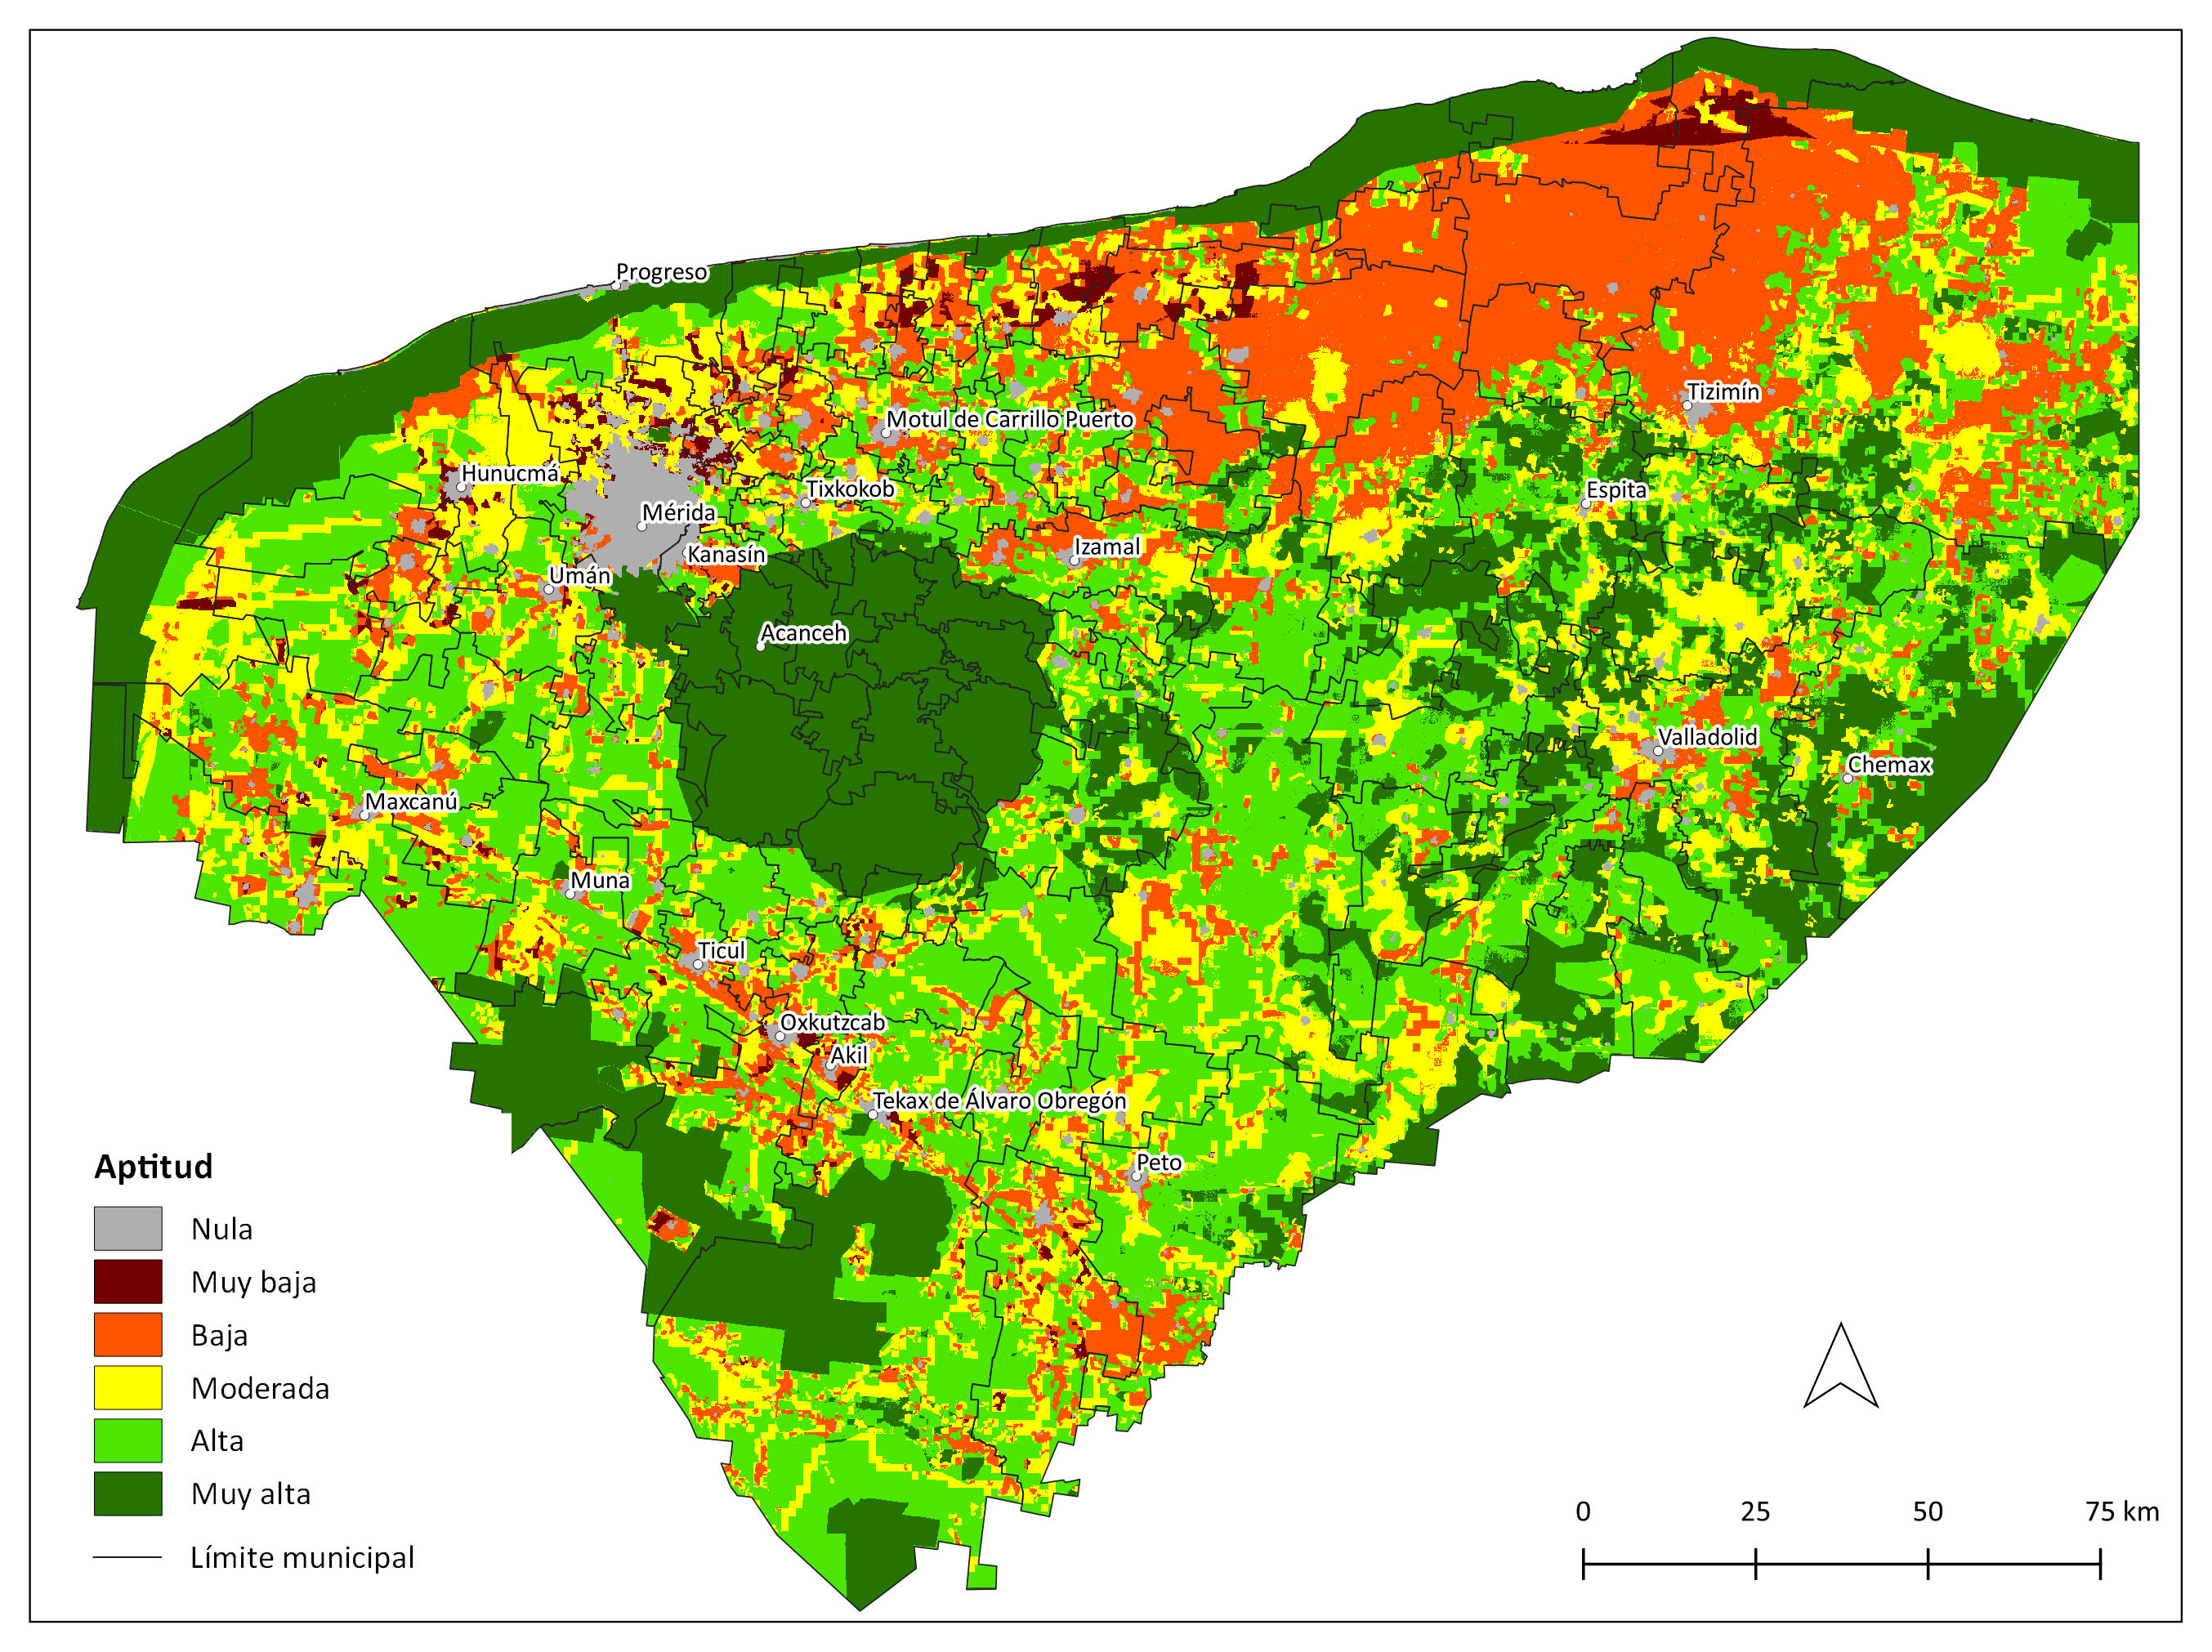 Progreso
Tizimín
Motul de Carrillo Puerto
Hunucmá
Tixkokob
Espita
Mérida
Izamal
Kanasín
Umán
Acanceh
Valladolid
Chemax
Maxcanú
Muna
Ticul
Oxkutzcab
Akil
Tekax de Álvaro Obregón
Peto
Aptitud
Nula
Muy baja
Baja
Moderada
Alta
Muy alta
Límite municipal
0 25 50 75 km